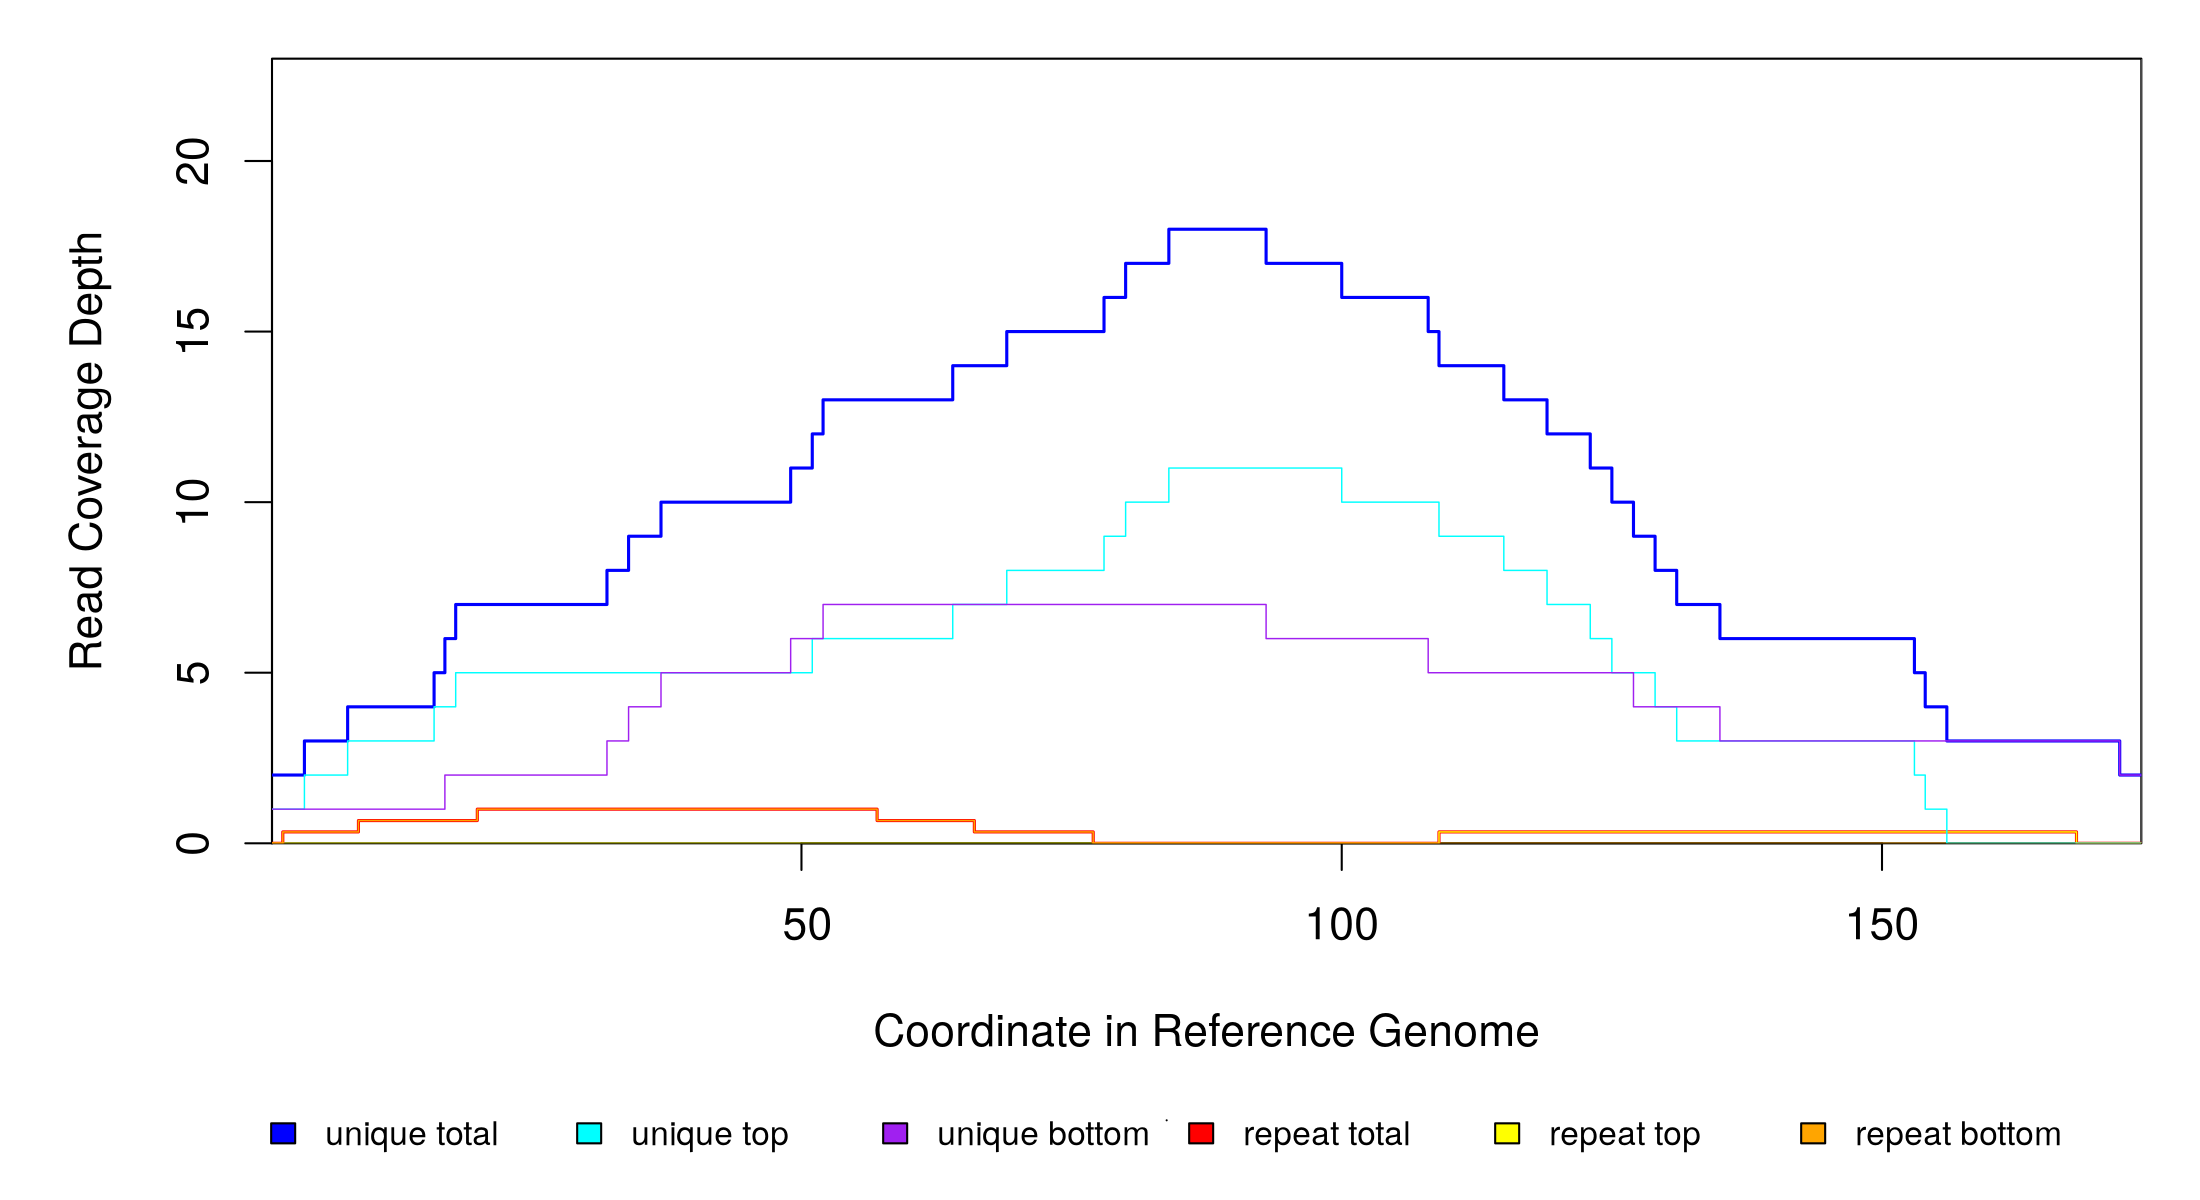 Read Coverage Depth
20
15
10
5
0
50 100 150
Coordinate in Reference Genome
unique total unique top unique bottom repeat total repeat top repeat bottom